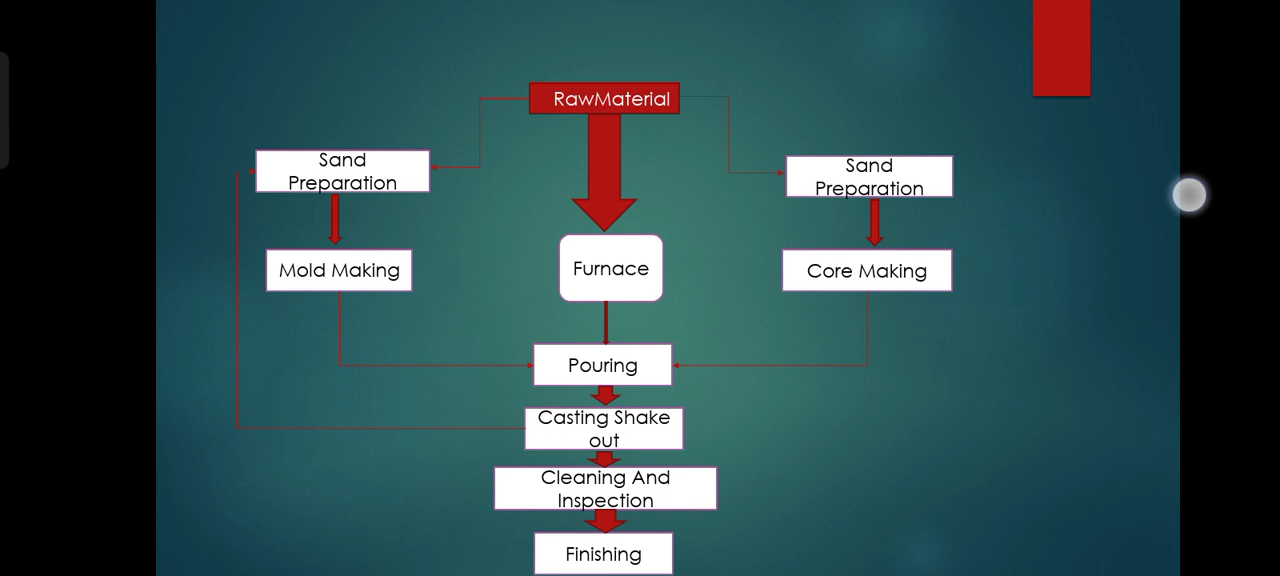 RawMaterial
Sand
Preparation
Sand
Preparation
Mold Making
Furnace
Core Making
Pouring
Casting Shake
out
Cleaning And
Inspection
Finishing